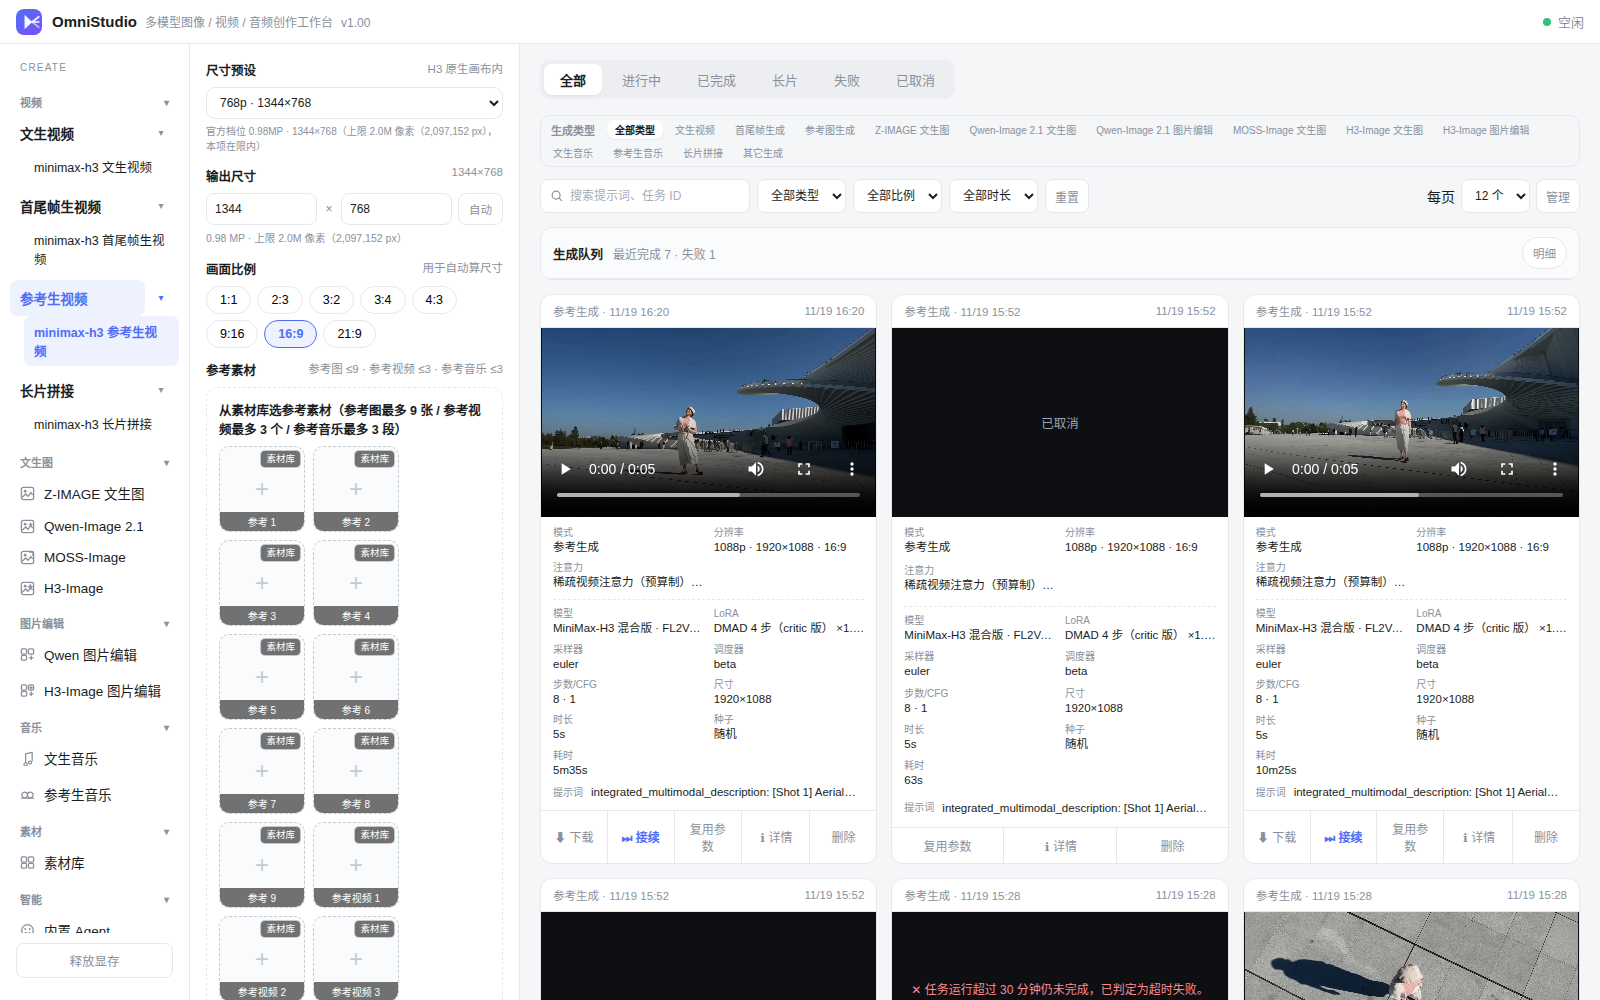 OmniStudio 多模型图像 / 视频 / 音频创作工作台 v1.00
空闲
CREATE
视频
文生视频
minimax-h3 文生视频
首尾帧生视频
minimax-h3 首尾帧生视
频
参考生视频
minimax-h3 参考生视
频
长片拼接
minimax-h3 长片拼接
文生图
Z-IMAGE 文生图
Qwen-Image 2.1
MOSS-Image
H3-Image
图片编辑
Qwen 图片编辑
H3-Image 图片编辑
音乐
文生音乐
参考生音乐
素材
素材库
智能
内置 Agent
释放显存
尺寸预设 H3 原生画布内
768p · 1344×768
官方档位 0.98MP · 1344×768（上限 2.0M 像素（2,097,152 px），
本项在限内）
输出尺寸 1344×768
1344 × 768 自动
0.98 MP · 上限 2.0M 像素（2,097,152 px）
画面比例 用于自动算尺寸
1:1 2:3 3:2 3:4 4:3
9:16 16:9 21:9
参考素材 参考图 ≤9 · 参考视频 ≤3 · 参考音乐 ≤3
从素材库选参考素材（参考图最多 9 张 / 参考视
频最多 3 个 / 参考音乐最多 3 段）
素材库 素材库
参考 1 参考 2
素材库 素材库
参考 3 参考 4
素材库 素材库
参考 5 参考 6
素材库 素材库
参考 7 参考 8
素材库 素材库
参考 9 参考视频 1
素材库 素材库
参考视频 2 参考视频 3
全部 进行中 已完成 长片 失败 已取消
生成类型 全部类型 文生视频 首尾帧生成 参考图生成 Z-IMAGE 文生图 Qwen-Image 2.1 文生图 Qwen-Image 2.1 图片编辑 MOSS-Image 文生图 H3-Image 文生图 H3-Image 图片编辑
文生音乐 参考生音乐 长片拼接 其它生成
搜索提示词、任务 ID 全部类型 全部比例 全部时长 重置 每页 12 个 管理
生成队列 最近完成 7 · 失败 1 明细
参考生成 · 11/19 16:20 11/19 16:20
0:00 / 0:05
模式 分辨率
参考生成 1088p · 1920×1088 · 16:9
注意力
稀疏视频注意力（预算制）…
模型 LoRA
MiniMax-H3 混合版 · FL2V… DMAD 4 步（critic 版） ×1.…
采样器 调度器
euler beta
步数/CFG 尺寸
8 · 1 1920×1088
时长 种子
5s 随机
耗时
5m35s
提示词 integrated_multimodal_description: [Shot 1] Aerial…
下载 接续 复用参
数 详情 删除
参考生成 · 11/19 15:52 11/19 15:52
已取消
模式 分辨率
参考生成 1088p · 1920×1088 · 16:9
注意力
稀疏视频注意力（预算制）…
模型 LoRA
MiniMax-H3 混合版 · FL2V… DMAD 4 步（critic 版） ×1.…
采样器 调度器
euler beta
步数/CFG 尺寸
8 · 1 1920×1088
时长 种子
5s 随机
耗时
63s
提示词 integrated_multimodal_description: [Shot 1] Aerial…
复用参数 详情 删除
参考生成 · 11/19 15:52 11/19 15:52
0:00 / 0:05
模式 分辨率
参考生成 1088p · 1920×1088 · 16:9
注意力
稀疏视频注意力（预算制）…
模型 LoRA
MiniMax-H3 混合版 · FL2V… DMAD 4 步（critic 版） ×1.…
采样器 调度器
euler beta
步数/CFG 尺寸
8 · 1 1920×1088
时长 种子
5s 随机
耗时
10m25s
提示词 integrated_multimodal_description: [Shot 1] Aerial…
下载 接续 复用参
数 详情 删除
参考生成 · 11/19 15:52 11/19 15:52
参考生成 · 11/19 15:28 11/19 15:28
✕ 任务运行超过 30 分钟仍未完成，已判定为超时失败。
参考生成 · 11/19 15:28 11/19 15:28